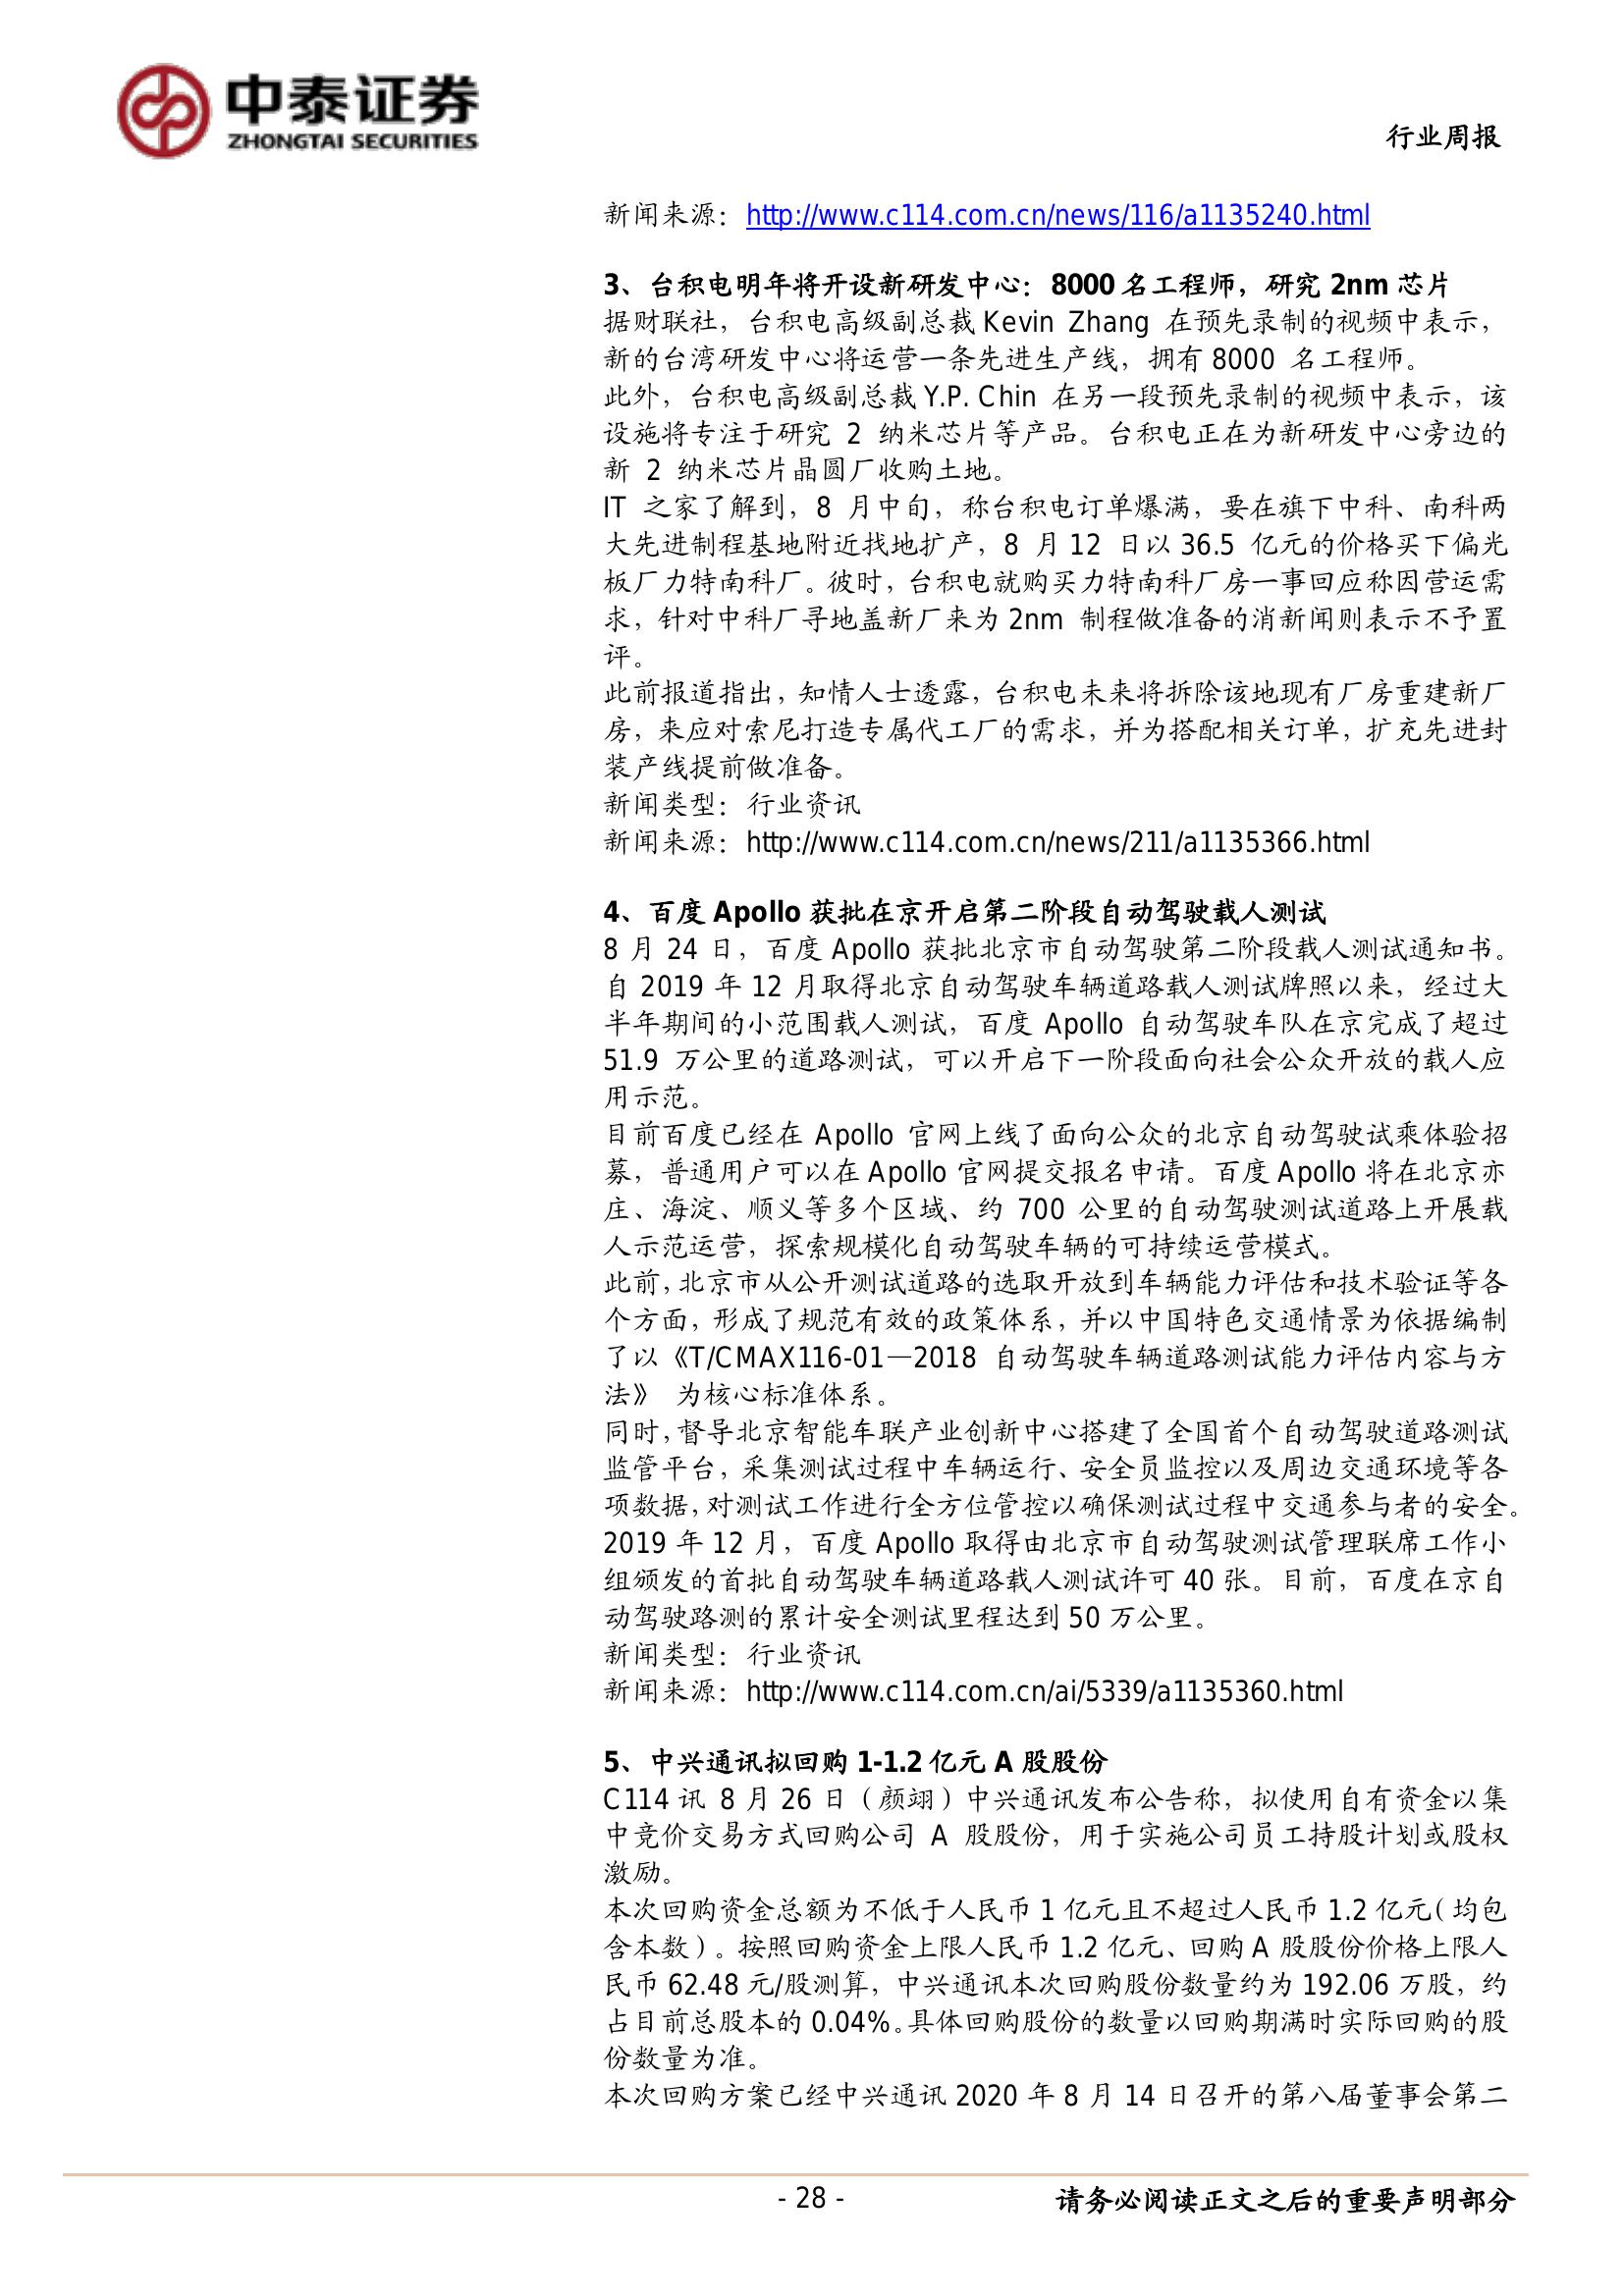 中泰证券
ZHONGTAI SECURITIES
行业周报
新闻来源：http://www.c114.com.cn/news/116/a1135240.html
3、台积电明年将开设新研发中心：8000 名工程师，研究 2nm 芯片
据财联社，台积电高级副总裁 Kevin Zhang 在预先录制的视频中表示，
新的台湾研发中心将运营一条先进生产线，拥有 8000 名工程师。
此外，台积电高级副总裁 Y.P. Chin 在另一段预先录制的视频中表示，该
设施将专注于研究 2 纳米芯片等产品。台积电正在为新研发中心旁边的
新 2 纳米芯片晶圆厂收购土地。
IT 之家了解到，8 月中旬，称台积电订单爆满，要在旗下中科、南科两
大先进制程基地附近找地扩产，8 月 12 日以 36.5 亿元的价格买下偏光
板厂力特南科厂。彼时，台积电就购买力特南科厂房一事回应称因营运需
求，针对中科厂寻地盖新厂来为 2nm 制程做准备的消新闻则表示不予置
评。
此前报道指出，知情人士透露，台积电未来将拆除该地现有厂房重建新厂
房，来应对索尼打造专属代工厂的需求，并为搭配相关订单，扩充先进封
装产线提前做准备。
新闻类型：行业资讯
新闻来源：http://www.c114.com.cn/news/211/a1135366.html
4、百度 Apollo 获批在京开启第二阶段自动驾驶载人测试
8 月 24 日，百度 Apollo 获批北京市自动驾驶第二阶段载人测试通知书。
自 2019 年 12 月取得北京自动驾驶车辆道路载人测试牌照以来，经过大
半年期间的小范围载人测试，百度 Apollo 自动驾驶车队在京完成了超过
51.9 万公里的道路测试，可以开启下一阶段面向社会公众开放的载人应
用示范。
目前百度已经在 Apollo 官网上线了面向公众的北京自动驾驶试乘体验招
募，普通用户可以在 Apollo 官网提交报名申请。百度 Apollo 将在北京亦
庄、海淀、顺义等多个区域、约 700 公里的自动驾驶测试道路上开展载
人示范运营，探索规模化自动驾驶车辆的可持续运营模式。
此前，北京市从公开测试道路的选取开放到车辆能力评估和技术验证等各
个方面，形成了规范有效的政策体系，并以中国特色交通情景为依据编制
了以《T/CMAX116-01—2018 自动驾驶车辆道路测试能力评估内容与方
法》 为核心标准体系。
同时，督导北京智能车联产业创新中心搭建了全国首个自动驾驶道路测试
监管平台，采集测试过程中车辆运行、安全员监控以及周边交通环境等各
项数据，对测试工作进行全方位管控以确保测试过程中交通参与者的安全。
2019 年 12 月，百度 Apollo 取得由北京市自动驾驶测试管理联席工作小
组颁发的首批自动驾驶车辆道路载人测试许可 40 张。目前，百度在京自
动驾驶路测的累计安全测试里程达到 50 万公里。
新闻类型：行业资讯
新闻来源：http://www.c114.com.cn/ai/5339/a1135360.html
5、中兴通讯拟回购 1-1.2 亿元 A 股股份
C114 讯 8 月 26 日（颜翊）中兴通讯发布公告称，拟使用自有资金以集
中竞价交易方式回购公司 A 股股份，用于实施公司员工持股计划或股权
激励。
本次回购资金总额为不低于人民币 1 亿元且不超过人民币 1.2 亿元（均包
含本数）。按照回购资金上限人民币 1.2 亿元、回购 A 股股份价格上限人
民币 62.48 元/股测算，中兴通讯本次回购股份数量约为 192.06 万股，约
占目前总股本的 0.04%。具体回购股份的数量以回购期满时实际回购的股
份数量为准。
本次回购方案已经中兴通讯 2020 年 8 月 14 日召开的第八届董事会第二
- 28 -
请务必阅读正文之后的重要声明部分